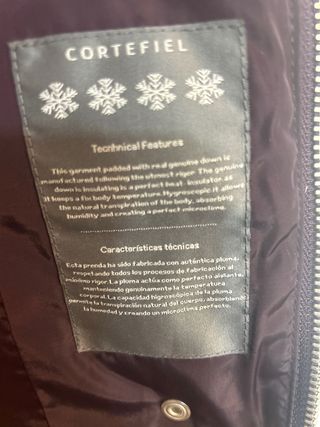 CORTEFIEL
Tecnhnical Features
This garment padded with real genuine down is
manufactured following the utmost rigor. The genuine
down is insulating is a perfect heat insulator as
it keeps a fix body temperature. Hygroscopic it allows
the natural transpiration of the body, absorbing
humidity and creating a perfect microclima.
Características técnicas
Esta prenda ha sido fabricada con auténtica pluma,
respetando todos los procesos de fabricación al
máximo rigor. La pluma actúa como perfecto aislante,
manteniendo genuinamente la temperatura
corporal. La capacidad higroscópica de la pluma
permite la transpiración natural del cuerpo, absorbiendo
la humedad y creando un microclima perfecto.